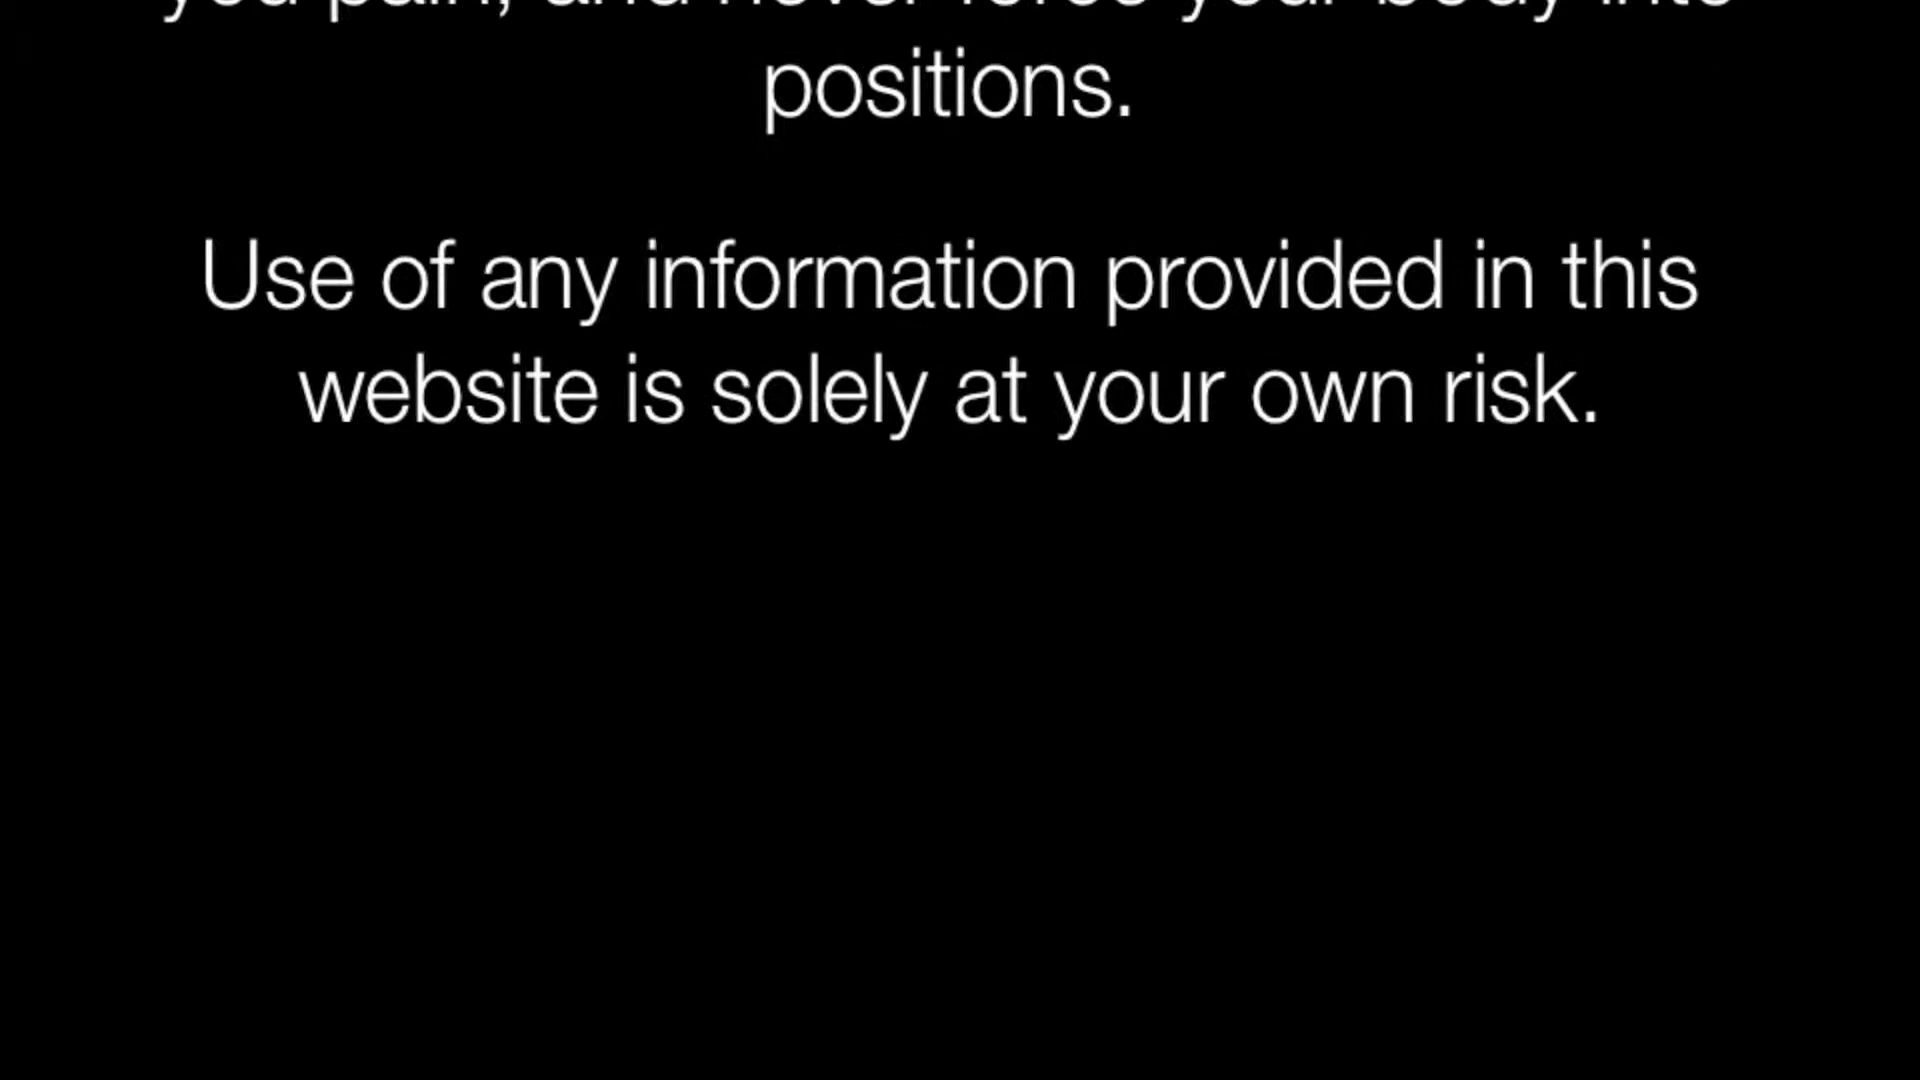 you pain, and never force your body into
positions.
Use of any information provided in this
website is solely at your own risk.